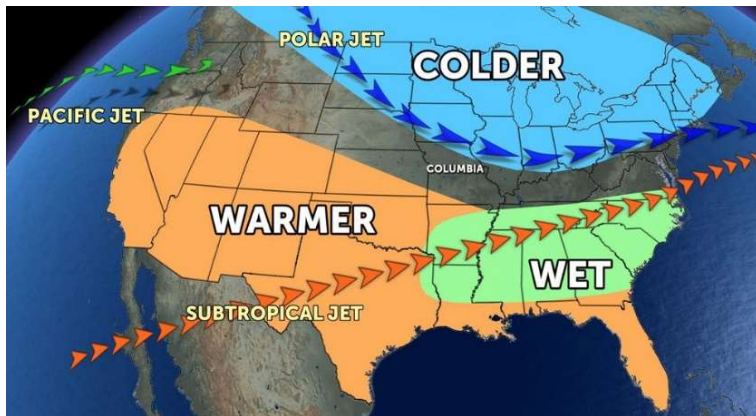 POLAR JET
COLDER
PACIFIC JET
COLUMBIA
WARMER
WET
SUBTROPICAL JET